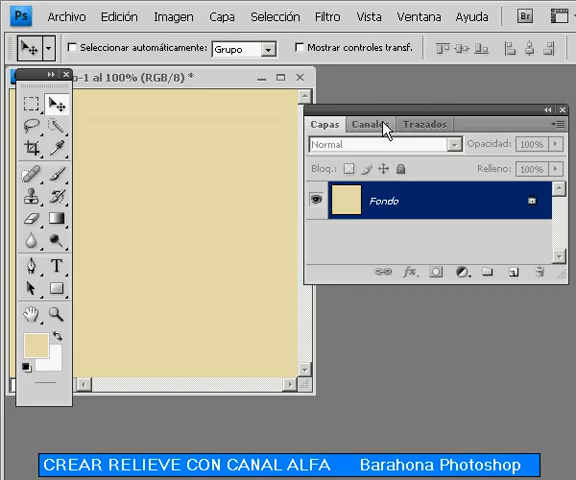 Ps Archivo Edición Imagen Capa Selección Filtro Vista Ventana Ayuda Br
Seleccionar automáticamente: Grupo Mostrar controles transf.
o-1 al 100% (RGB/8) *
Capas Canales Trazados
Normal Opacidad: 100%
Bloq.: Relleno: 100%
Fondo
fx
T
CREAR RELIEVE CON CANAL ALFA Barahona Photoshop